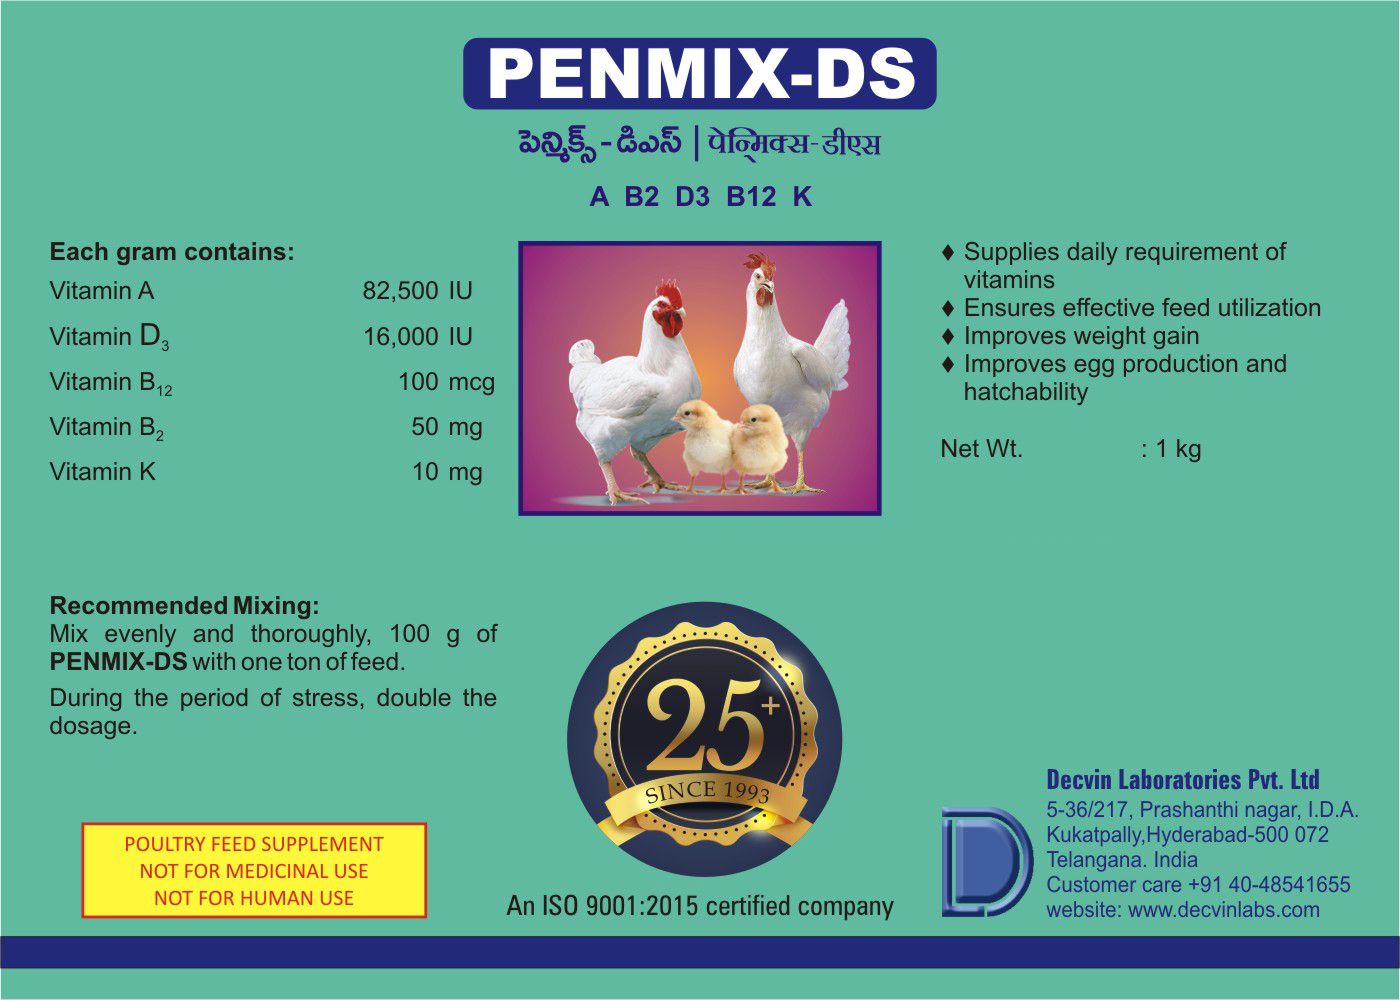 PENMIX-DS
పెన్మిక్స్ - డిఎస్ | पेन्मिक्स-डीएस
A B2 D3 B12 K
Each gram contains:
Vitamin A 82,500 IU
Vitamin D3 16,000 IU
Vitamin B12 100 mcg
Vitamin B2 50 mg
Vitamin K 10 mg
♦ Supplies daily requirement of
vitamins
♦ Ensures effective feed utilization
♦ Improves weight gain
♦ Improves egg production and
hatchability
Net Wt. : 1 kg
Recommended Mixing:
Mix evenly and thoroughly, 100 g of
PENMIX-DS with one ton of feed.
During the period of stress, double the
dosage.
POULTRY FEED SUPPLEMENT
NOT FOR MEDICINAL USE
NOT FOR HUMAN USE
25+
SINCE 1993
An ISO 9001:2015 certified company
D
Decvin Laboratories Pvt. Ltd
5-36/217, Prashanthi nagar, I.D.A.
Kukatpally,Hyderabad-500 072
Telangana. India
Customer care +91 40-48541655
website: www.decvinlabs.com